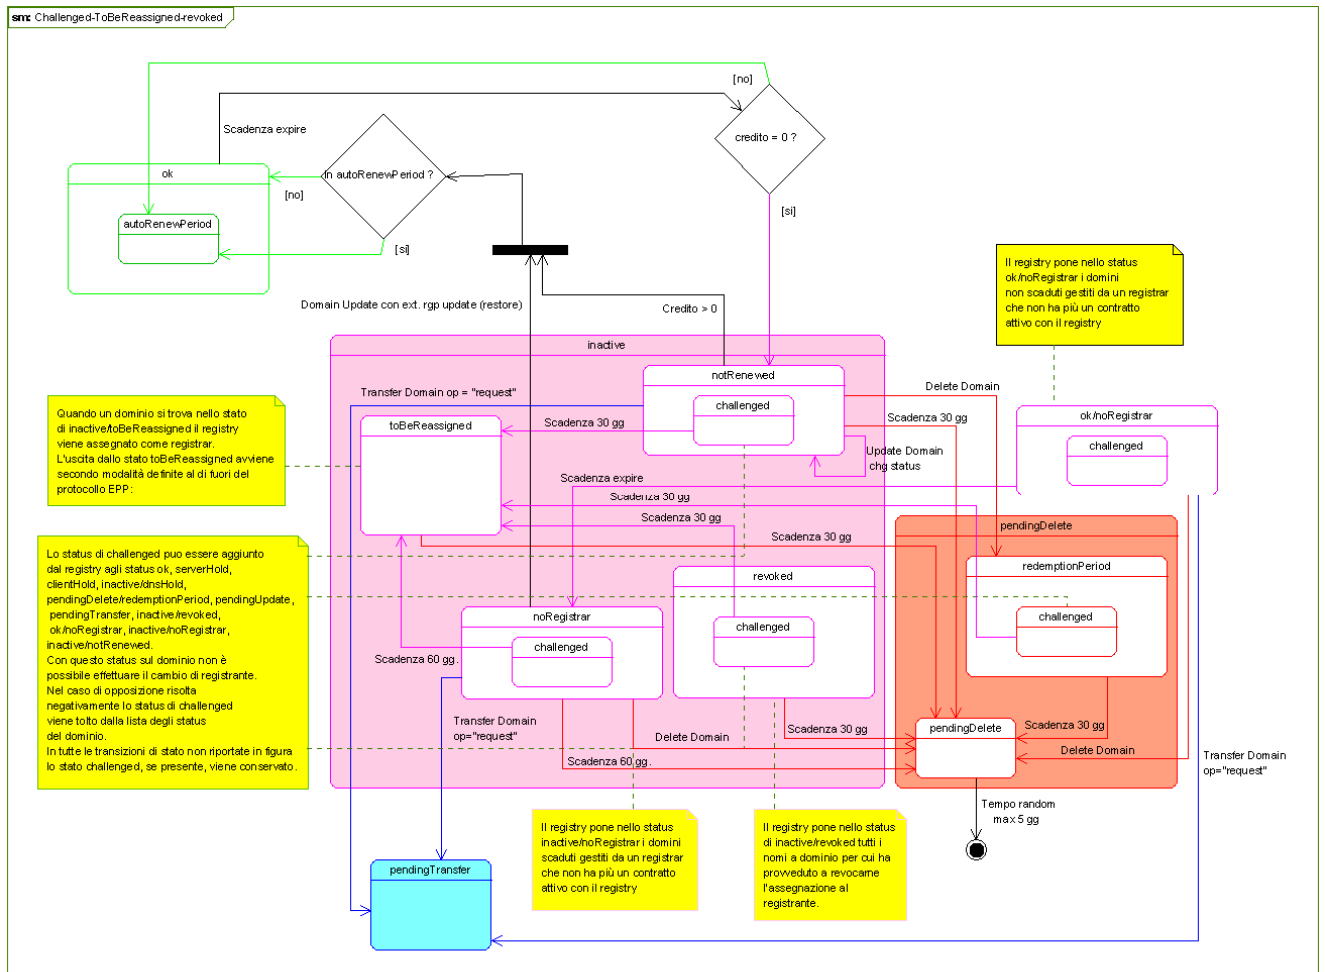 sm: Challenged-ToBeReassigned-revoked
[no]
credito = 0 ?
Scadenza expire
ok
In autoRenewPeriod ?
[no]
autoRenewPeriod
[si]
[si]
Il registry pone nello status
ok/noRegistrar i domini
non scaduti gestiti da un registrar
che non ha più un contratto
attivo con il registry
Domain Update con ext. rgp update (restore)
Credito > 0
inactive
notRenewed
Transfer Domain op = "request"
Delete Domain
challenged
Quando un dominio si trova nello stato
di inactive/toBeReassigned il registry
viene assegnato come registrar.
L'uscita dallo stato toBeReassigned avviene
secondo modalità definite al di fuori del
protocollo EPP:
toBeReassigned
Scadenza 30 gg
Scadenza 30 gg
ok/noRegistrar
challenged
Update Domain
chg status
Scadenza expire
Scadenza 30 gg
Scadenza 30 gg
pendingDelete
Scadenza 30 gg
Lo status di challenged puo essere aggiunto
dal registry agli status ok, serverHold,
clientHold, inactive/dnsHold,
pendingDelete/redemptionPeriod, pendingUpdate,
pendingTransfer, inactive/revoked,
ok/noRegistrar, inactive/noRegistrar,
inactive/notRenewed.
Con questo status sul dominio non è
possibile effettuare il cambio di registrante.
Nel caso di opposizione risolta
negativamente lo status di challenged
viene tolto dalla lista degli status
del dominio.
In tutte le transizioni di stato non riportate in figura
lo stato challenged, se presente, viene conservato.
redemptionPeriod
challenged
revoked
challenged
noRegistrar
challenged
Scadenza 60 gg.
Transfer Domain
op="request"
Scadenza 30 gg
Delete Domain
Scadenza 60 gg.
pendingDelete
Scadenza 30 gg
Delete Domain
Transfer Domain
op="request"
Tempo random
max 5 gg
Il registry pone nello status
inactive/noRegistrar i domini
scaduti gestiti da un registrar
che non ha più un contratto
attivo con il registry
Il registry pone nello status
di inactive/revoked tutti i
nomi a dominio per cui ha
provveduto a revocarne
l'assegnazione al
registrante.
pendingTransfer